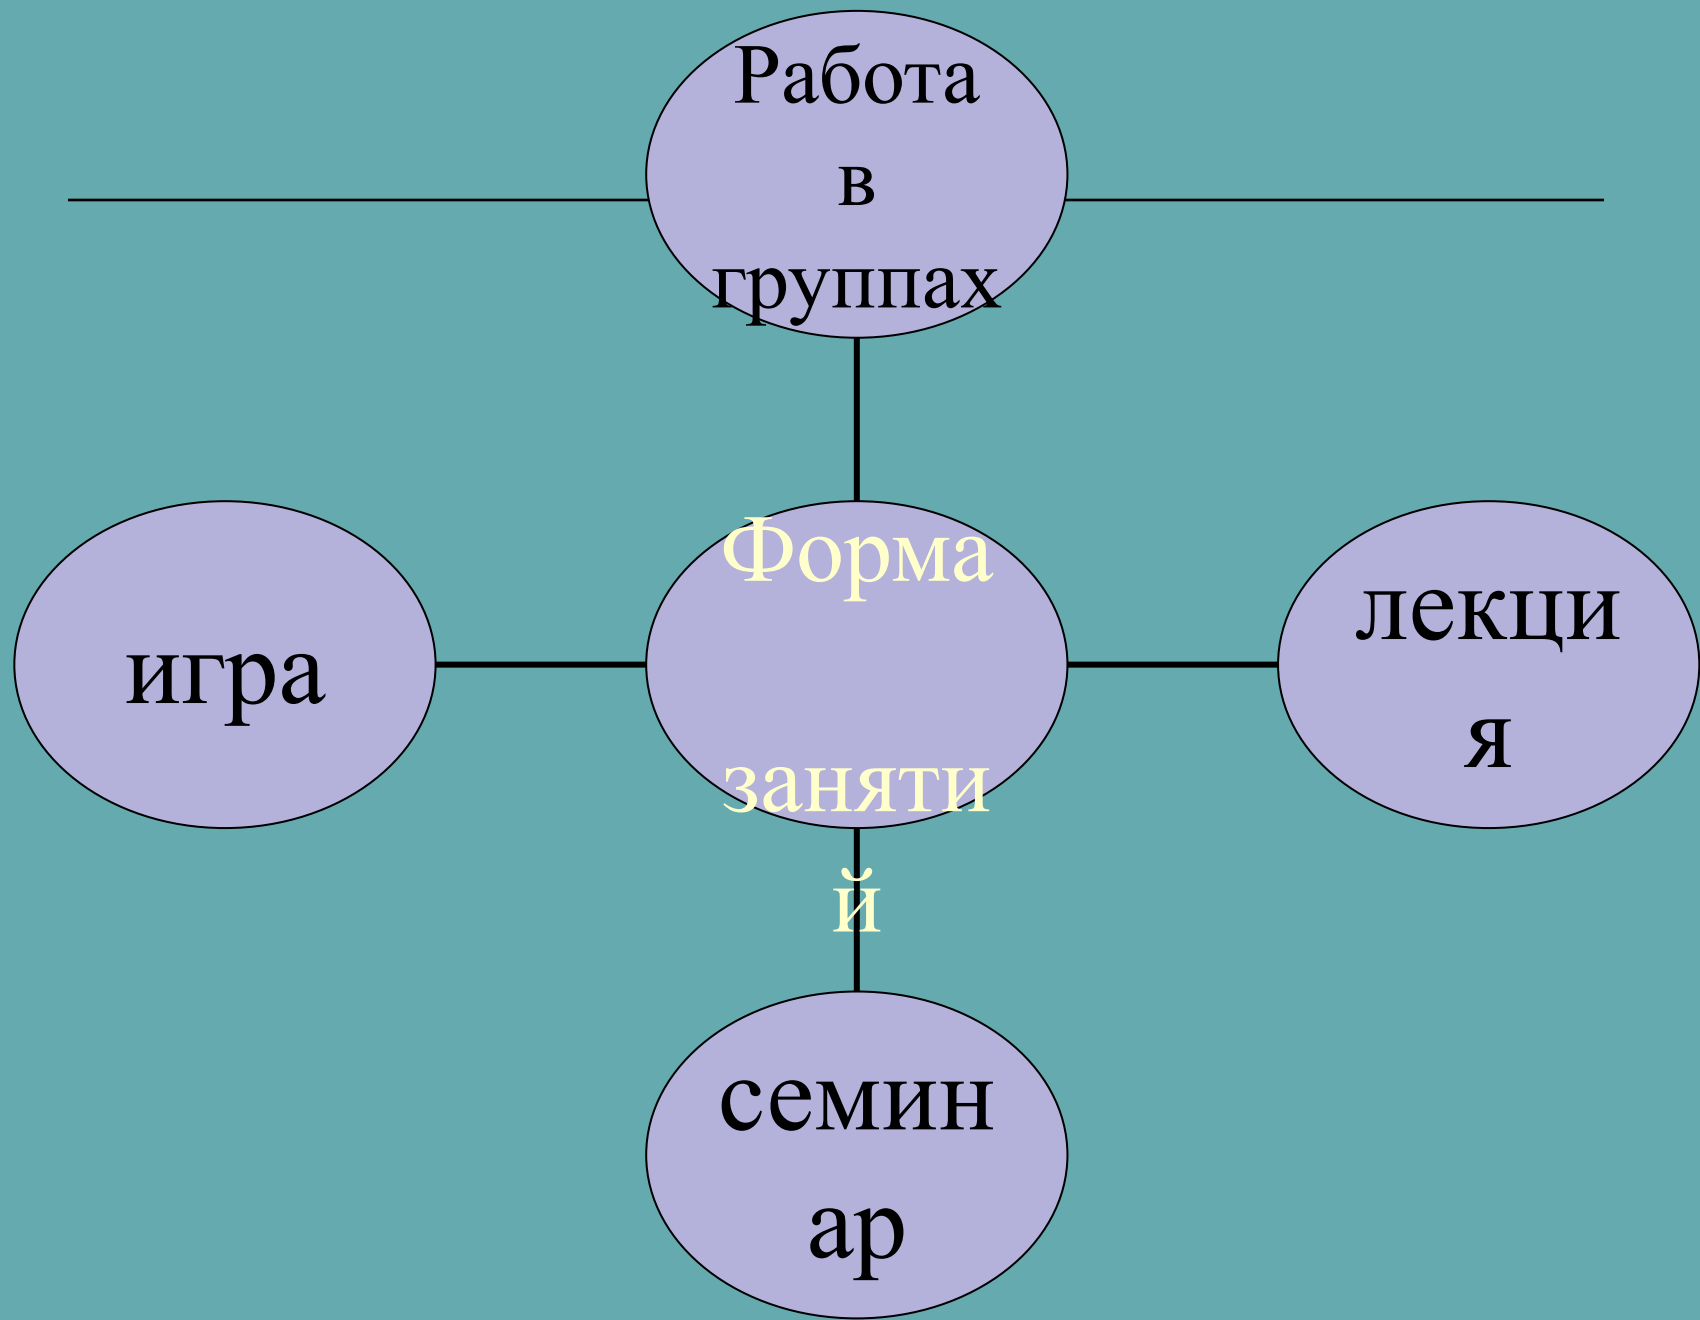 Работа
в
группах
игра
Форма
заняти
й
лекци
я
семин
ар